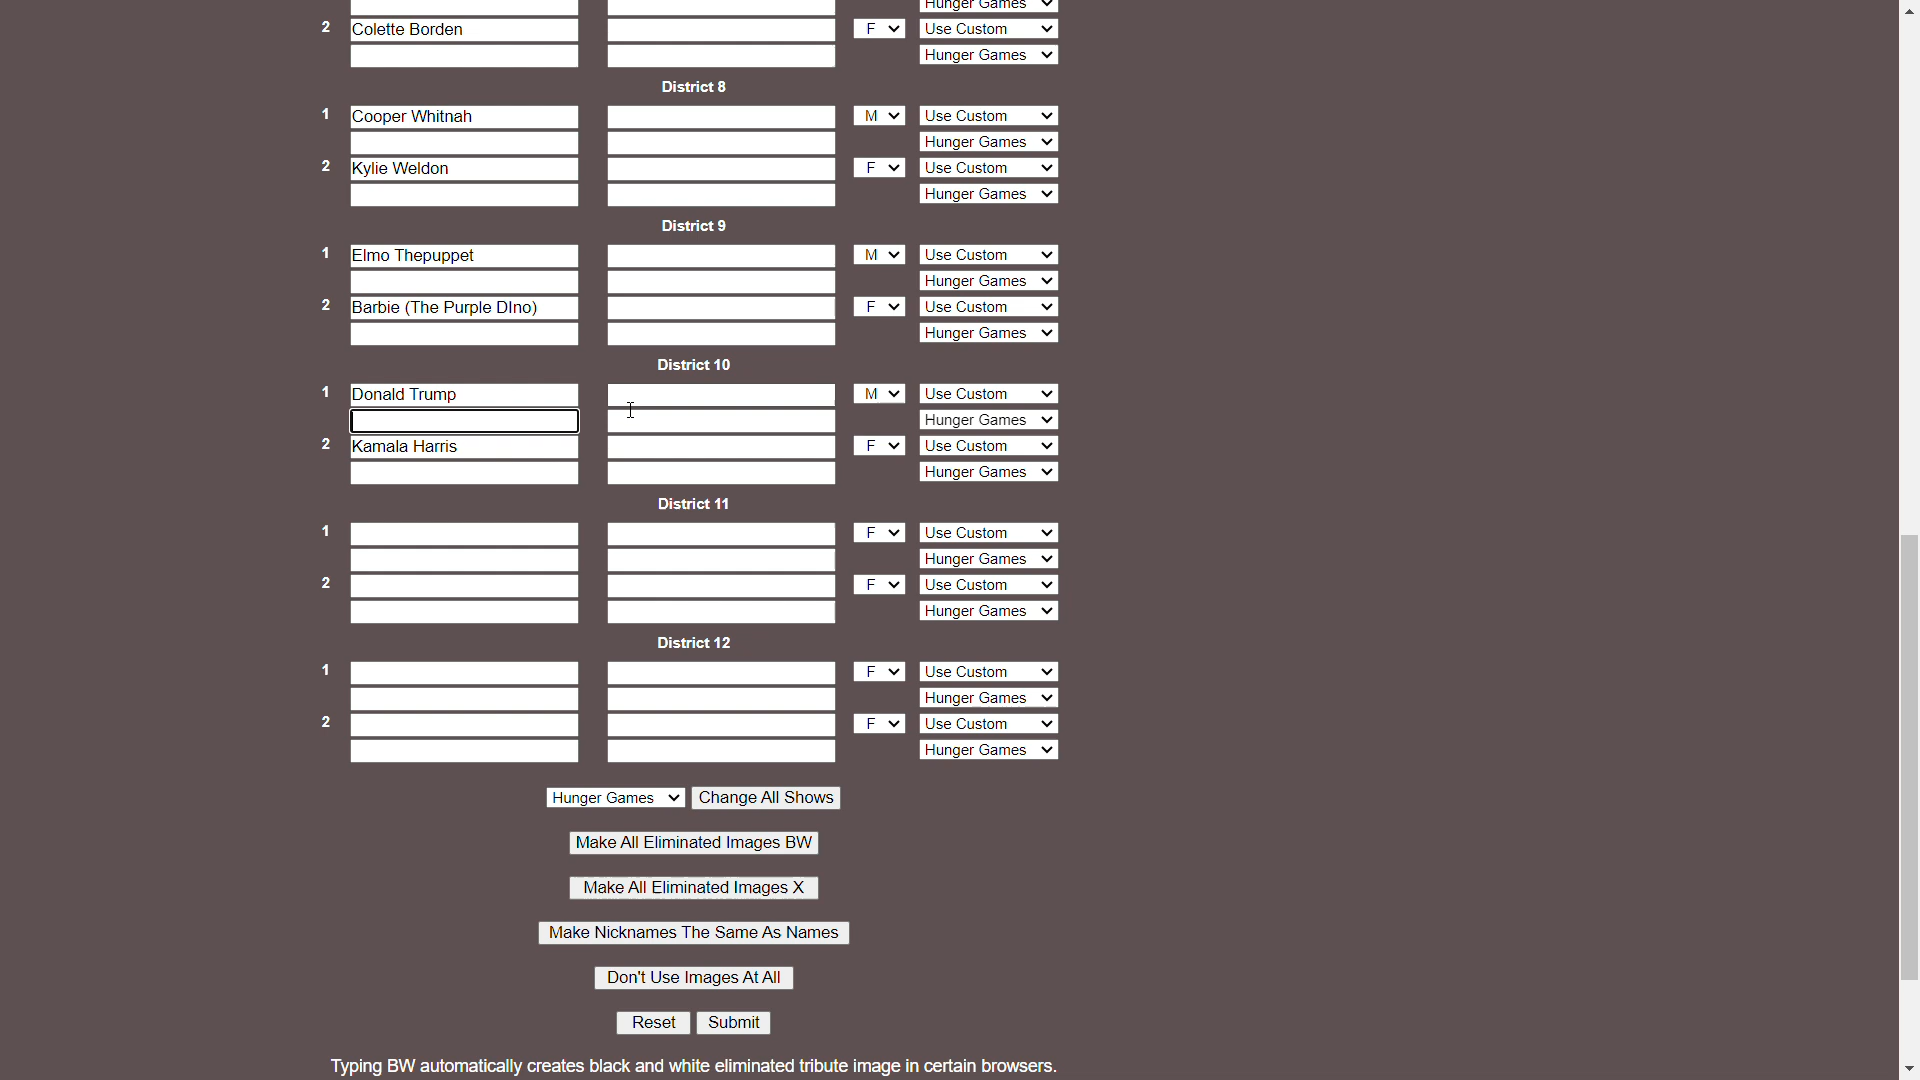 Hunger Games
2 Colette Borden F Use Custom
Hunger Games
District 8
1 Cooper Whitnah M Use Custom
Hunger Games
2 Kylie Weldon F Use Custom
Hunger Games
District 9
1 Elmo Thepuppet M Use Custom
Hunger Games
2 Barbie (The Purple DIno) F Use Custom
Hunger Games
District 10
1 Donald Trump M Use Custom
Hunger Games
2 Kamala Harris F Use Custom
Hunger Games
District 11
1 F Use Custom
Hunger Games
2 F Use Custom
Hunger Games
District 12
1 F Use Custom
Hunger Games
2 F Use Custom
Hunger Games
Hunger Games Change All Shows
Make All Eliminated Images BW
Make All Eliminated Images X
Make Nicknames The Same As Names
Don't Use Images At All
Reset Submit
Typing BW automatically creates black and white eliminated tribute image in certain browsers.